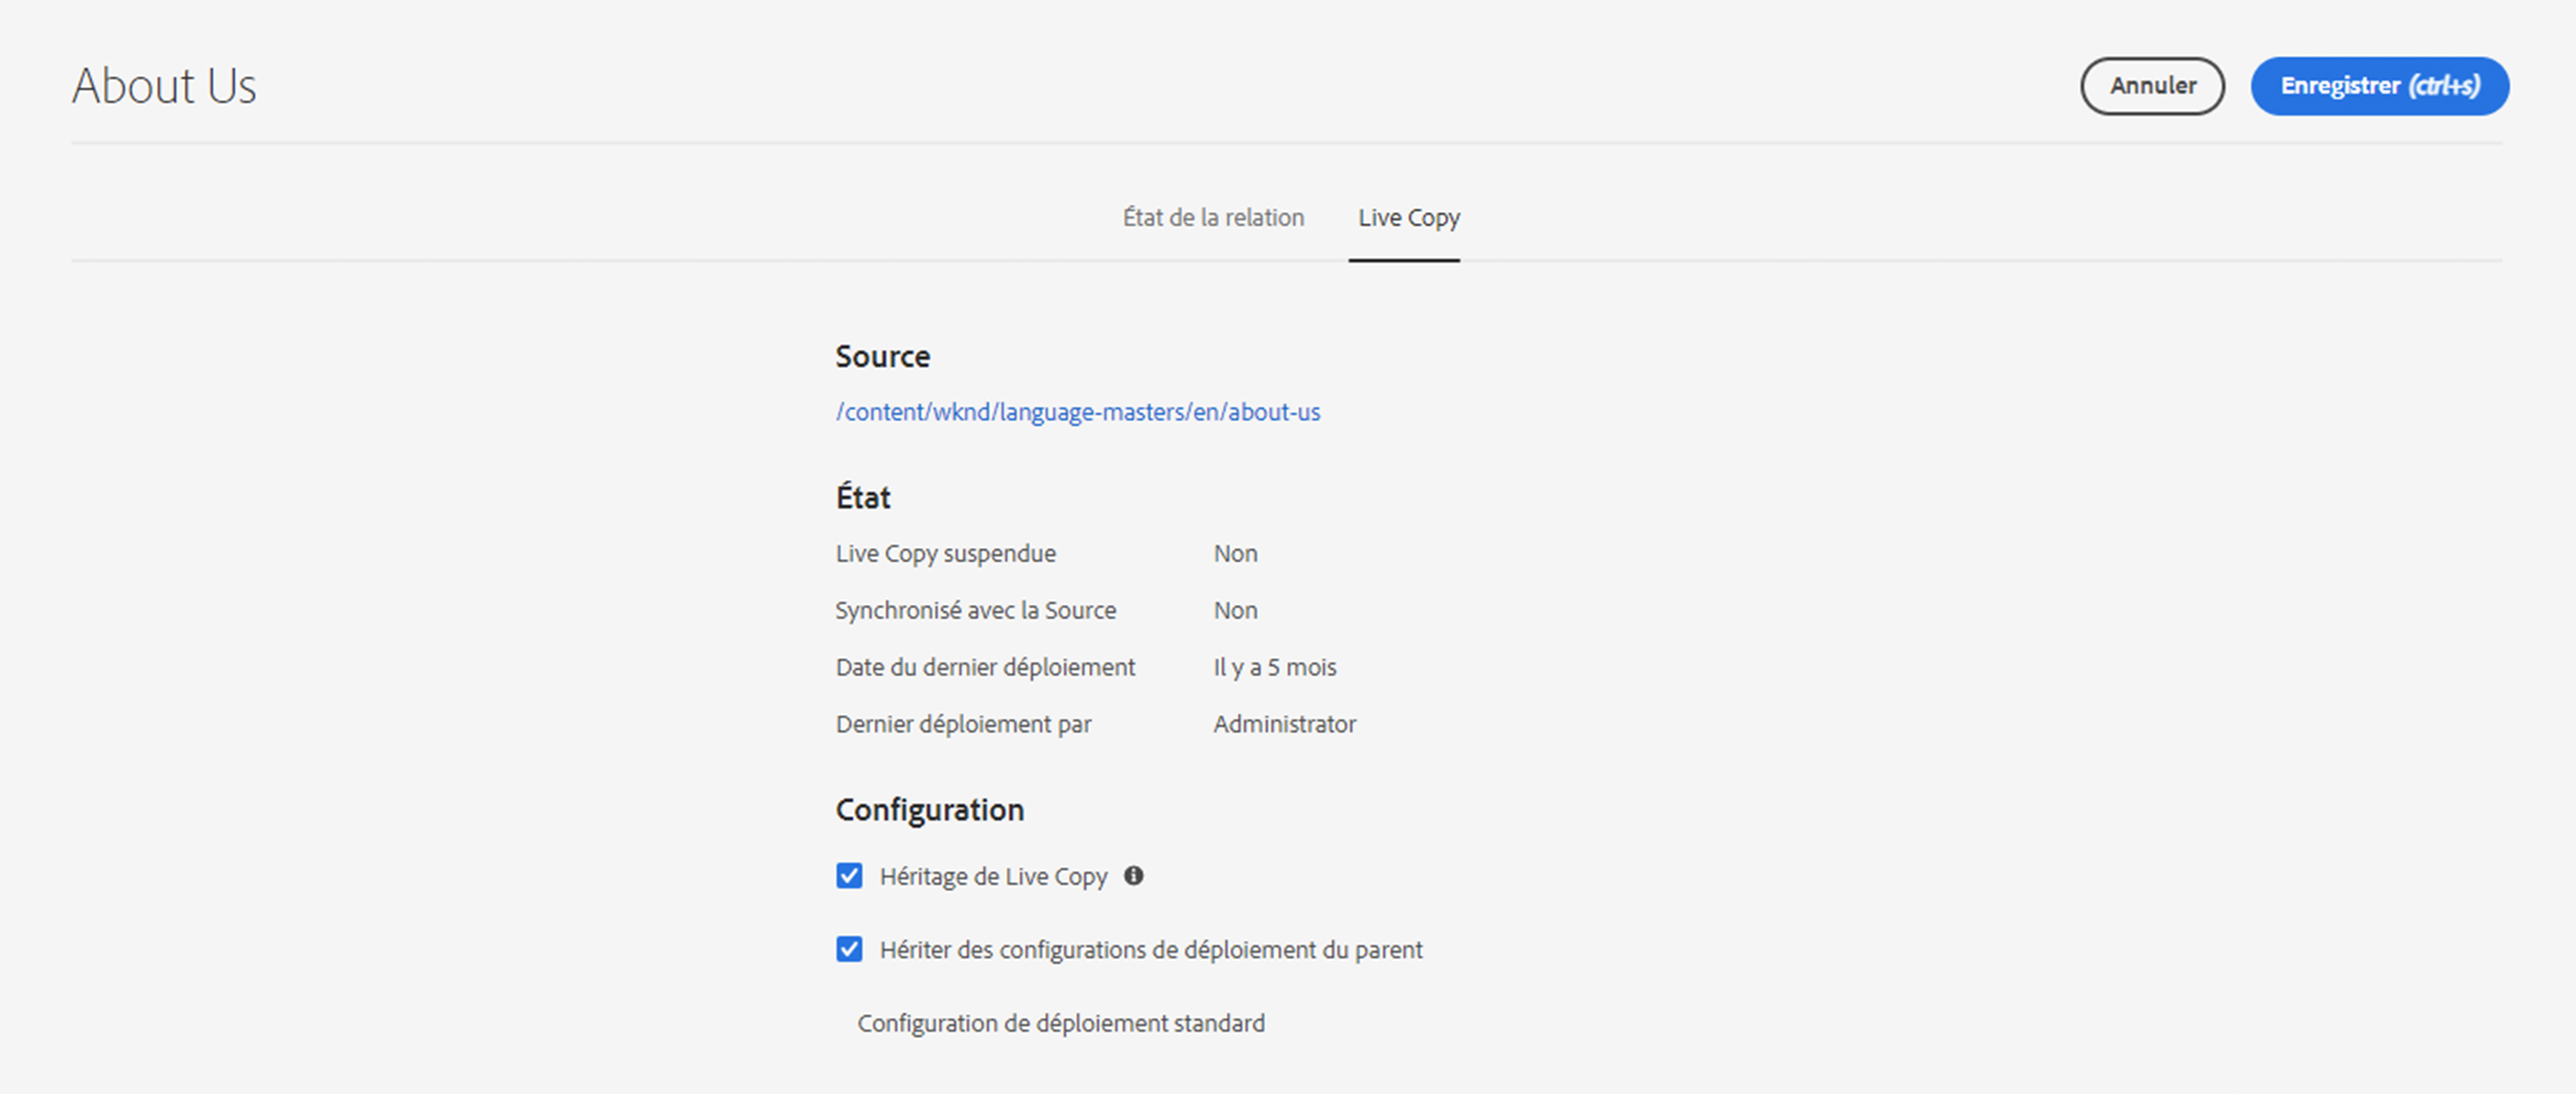 About Us
Annuler
Enregistrer (ctrl+s)
État de la relation
Live Copy
Source
/content/wknd/language-masters/en/about-us
État
Live Copy suspendue Non
Synchronisé avec la Source Non
Date du dernier déploiement Il y a 5 mois
Dernier déploiement par Administrator
Configuration
Héritage de Live Copy
Hériter des configurations de déploiement du parent
Configuration de déploiement standard